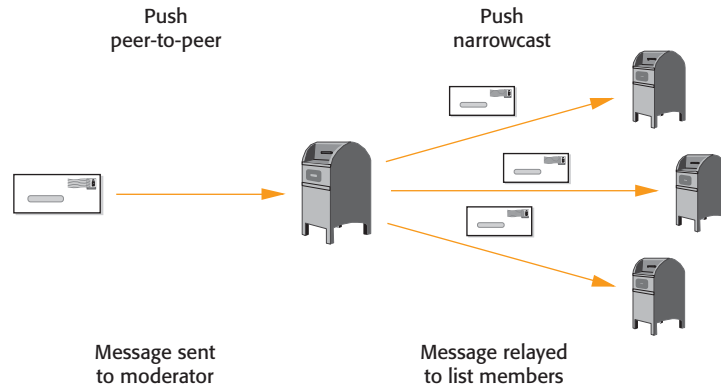 Push
peer-to-peer
Push
narrowcast
Message sent
to moderator
Message relayed
to list members